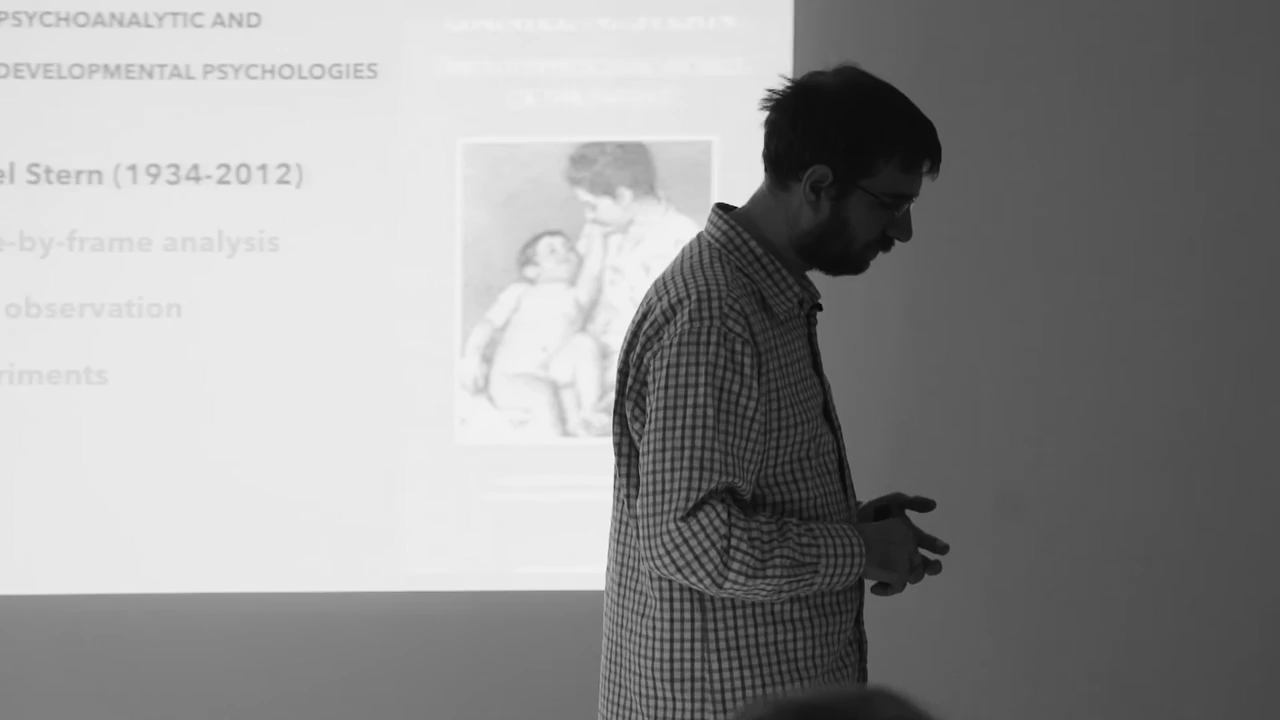 PSYCHOANALYTIC AND
DEVELOPMENTAL PSYCHOLOGIES
el Stern (1934-2012)
e-by-frame analysis
observation
riments